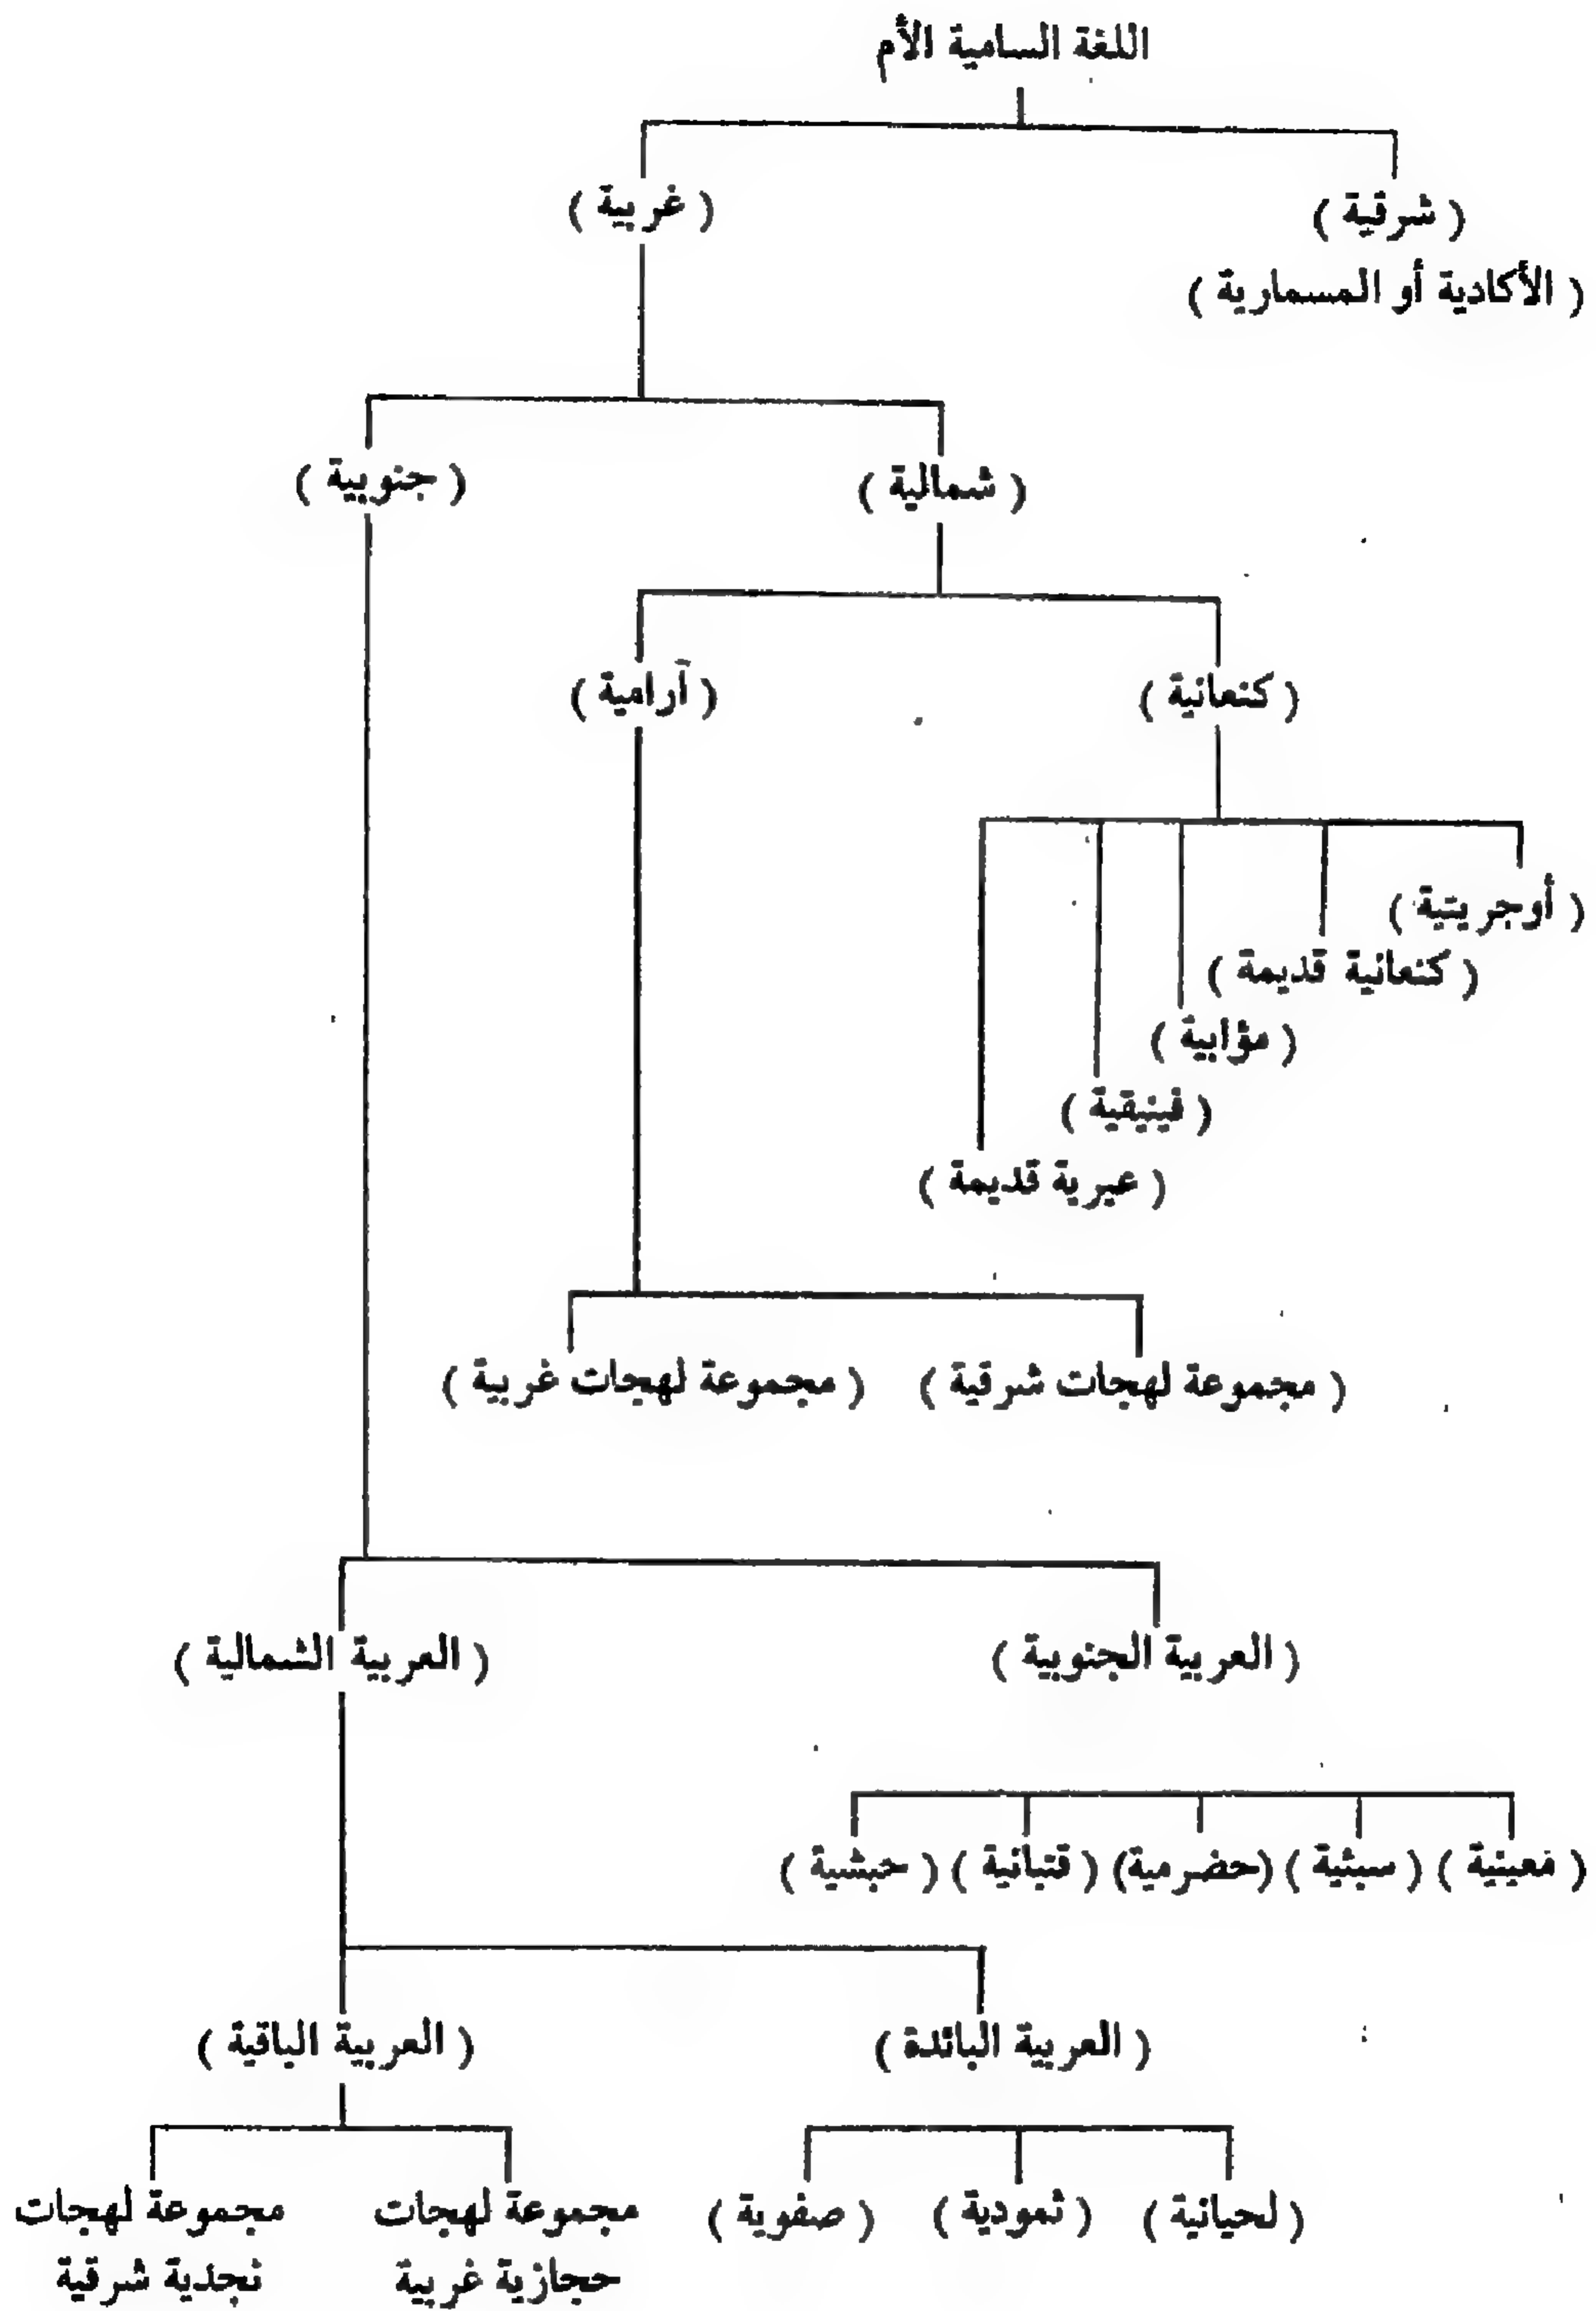 اللغة السامية الأم
( شرقية )
( غربية )
( الأكادية أو المسمارية )
( شمالية )
( جنوبية )
( كنعانية )
( آرامية )
( أوجريتية )
( كنعانية قديمة )
( مؤابية )
( فينيقية )
( عبرية قديمة )
( مجموعة لهجات شرقية )
( مجموعة لهجات غربية )
( العربية الجنوبية )
( العربية الشمالية )
( معينية ) ( سبئية ) ( حضرمية ) ( قتبانية ) ( حبشية )
( العربية البائدة )
( العربية الباقية )
( لحيانية )
( ثمودية )
( صفوية )
مجموعة لهجات
حجازية غربية
مجموعة لهجات
نجدية شرقية